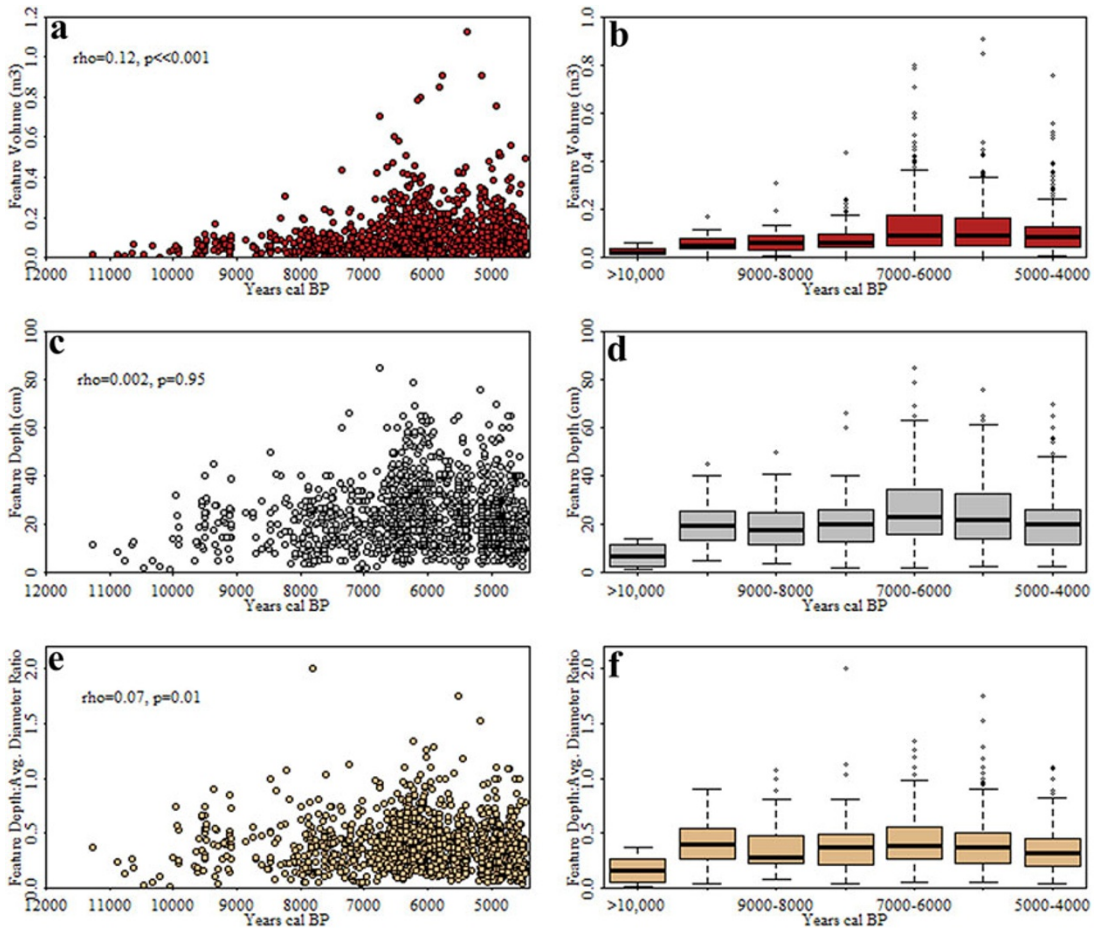 a
rho=0.12, p<<0.001
Feature Volume (m3)
0.0 0.2 0.4 0.6 0.8 1.0 1.2
12000 11000 10000 9000 8000 7000 6000 5000
Years cal BP
b
Feature Volume (m3)
0.0 0.2 0.4 0.6 0.8 1.0
>10,000 9000-8000 7000-6000 5000-4000
Years cal BP
c
rho=0.002, p=0.95
Feature Depth (cm)
0 20 40 60 80 100
12000 11000 10000 9000 8000 7000 6000 5000
Years cal BP
d
Feature Depth (cm)
0 20 40 60 80 100
>10,000 9000-8000 7000-6000 5000-4000
Years cal BP
e
rho=0.07, p=0.01
Feature Depth:Avg. Diameter Ratio
0.0 0.5 1.0 1.5 2.0
12000 11000 10000 9000 8000 7000 6000 5000
Years cal BP
f
Feature Depth:Avg. Diameter Ratio
0.0 0.5 1.0 1.5 2.0
>10,000 9000-8000 7000-6000 5000-4000
Years cal BP